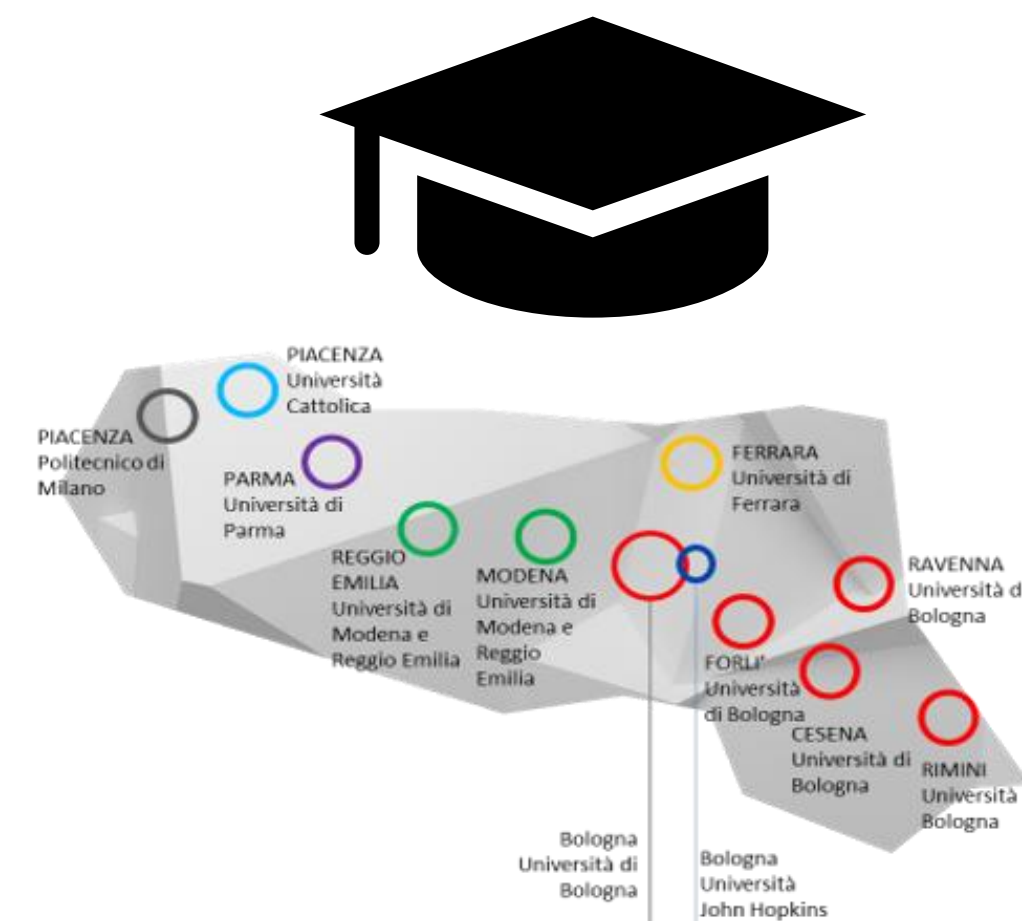 PIACENZA
Università
Cattolica
PIACENZA
Politecnico di
Milano
PARMA
Università di
Parma
FERRARA
Università di
Ferrara
REGGIO
EMILIA
Università di
Modena e
Reggio Emilia
MODENA
Università di
Modena e
Reggio
Emilia
RAVENNA
Università d
Bologna
FORLI'
Università
di Bologna
CESENA
Università di
Bologna
RIMINI
Università
Bologna
Bologna
Università di
Bologna
Bologna
Università
John Hopkins